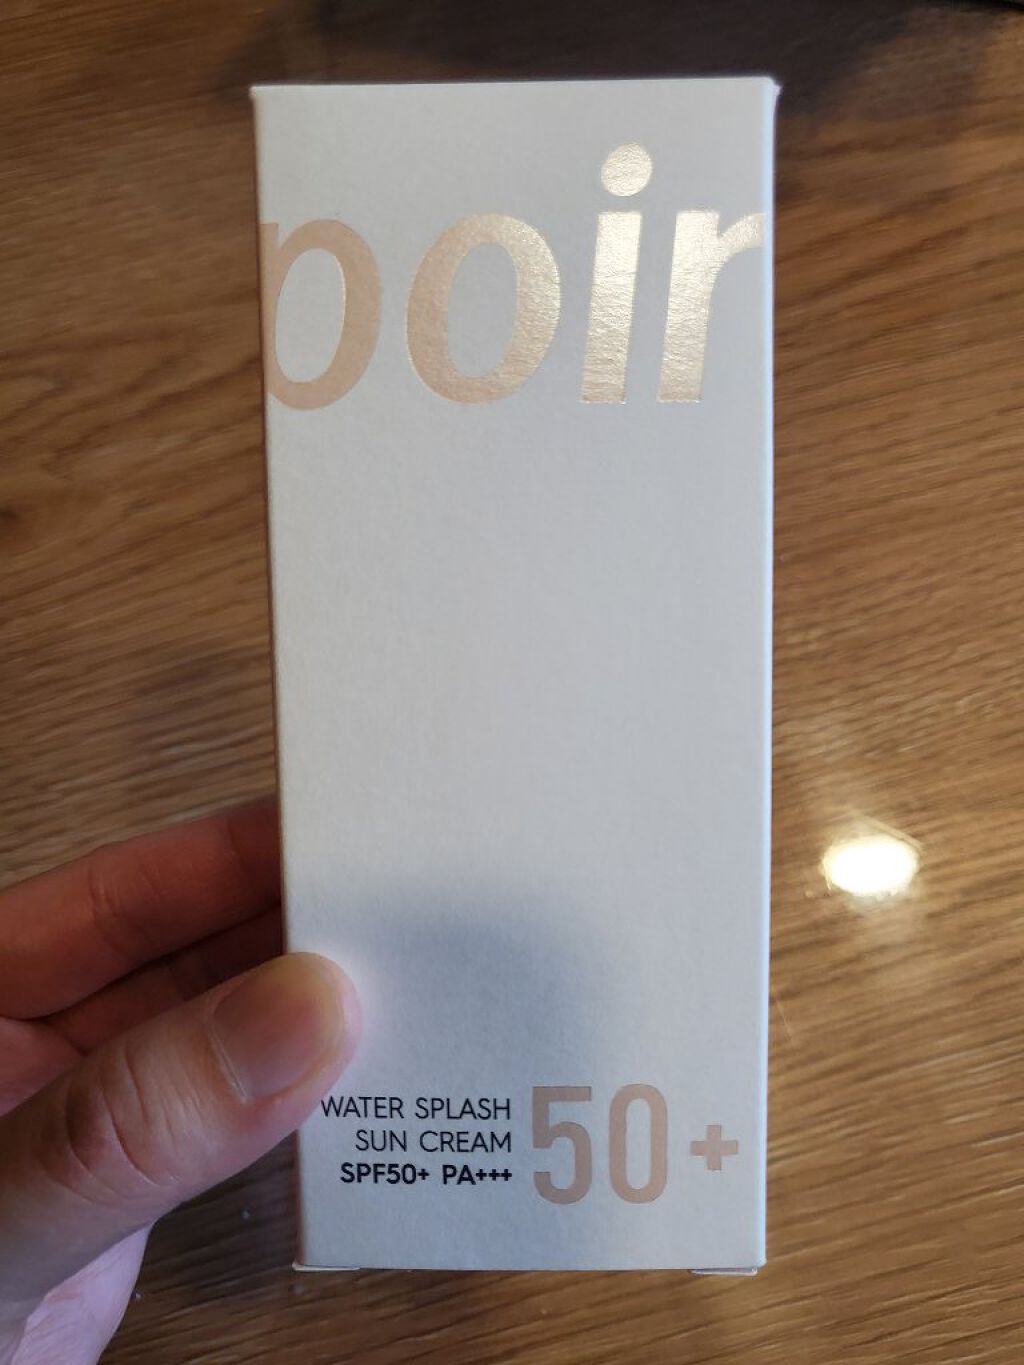 poir
WATER SPLASH
SUN CREAM
SPF50+ PA+++
50+